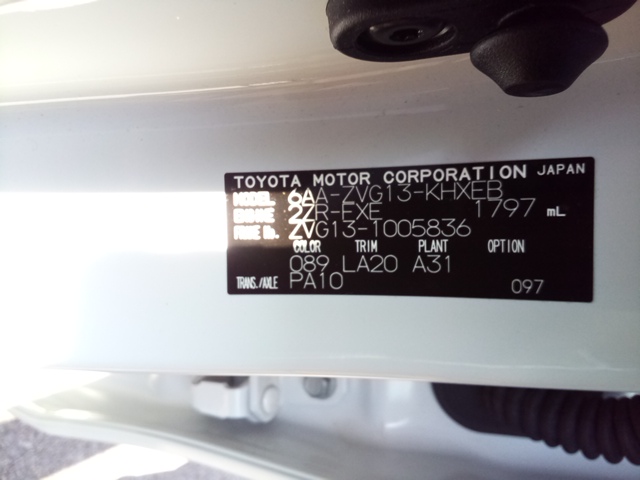 TOYOTA MOTOR CORPORATION JAPAN
MODEL 6AA-ZVG13-KHXEB
ENGINE 2ZR-FXE 1797 mL
FRAME No. ZVG13-1005836
COLOR TRIM PLANT OPTION
089 LA20 A31
TRANS./AXLE PA10 097